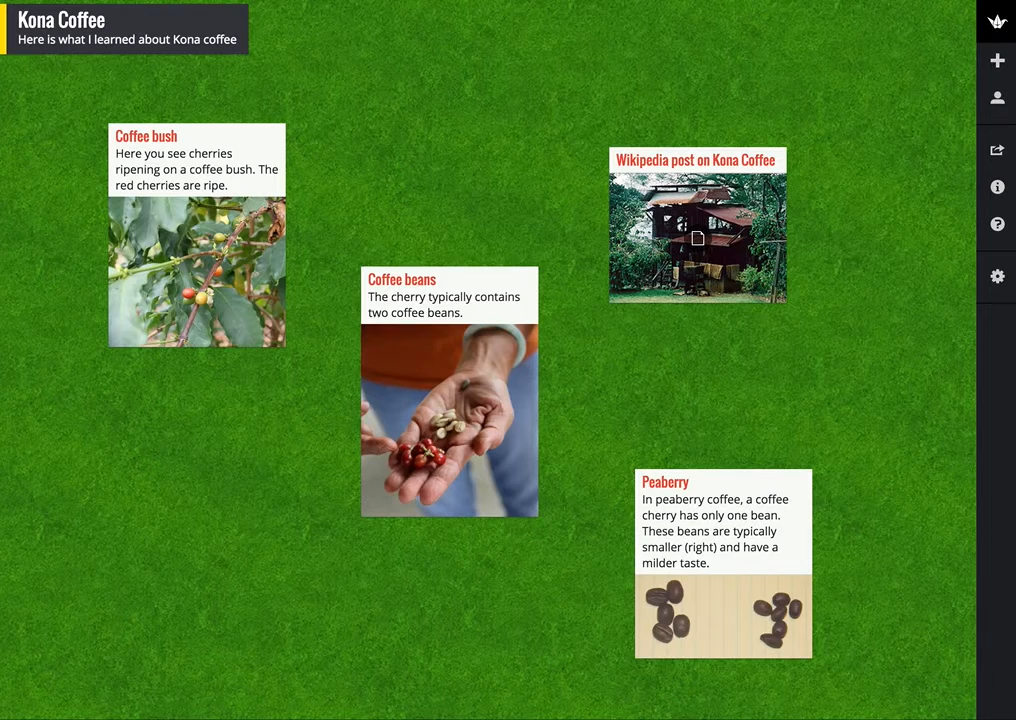 Kona Coffee
Here is what I learned about Kona coffee
Coffee bush
Here you see cherries
ripening on a coffee bush. The
red cherries are ripe.
Wikipedia post on Kona Coffee
Coffee beans
The cherry typically contains
two coffee beans.
Peaberry
In peaberry coffee, a coffee
cherry has only one bean.
These beans are typically
smaller (right) and have a
milder taste.